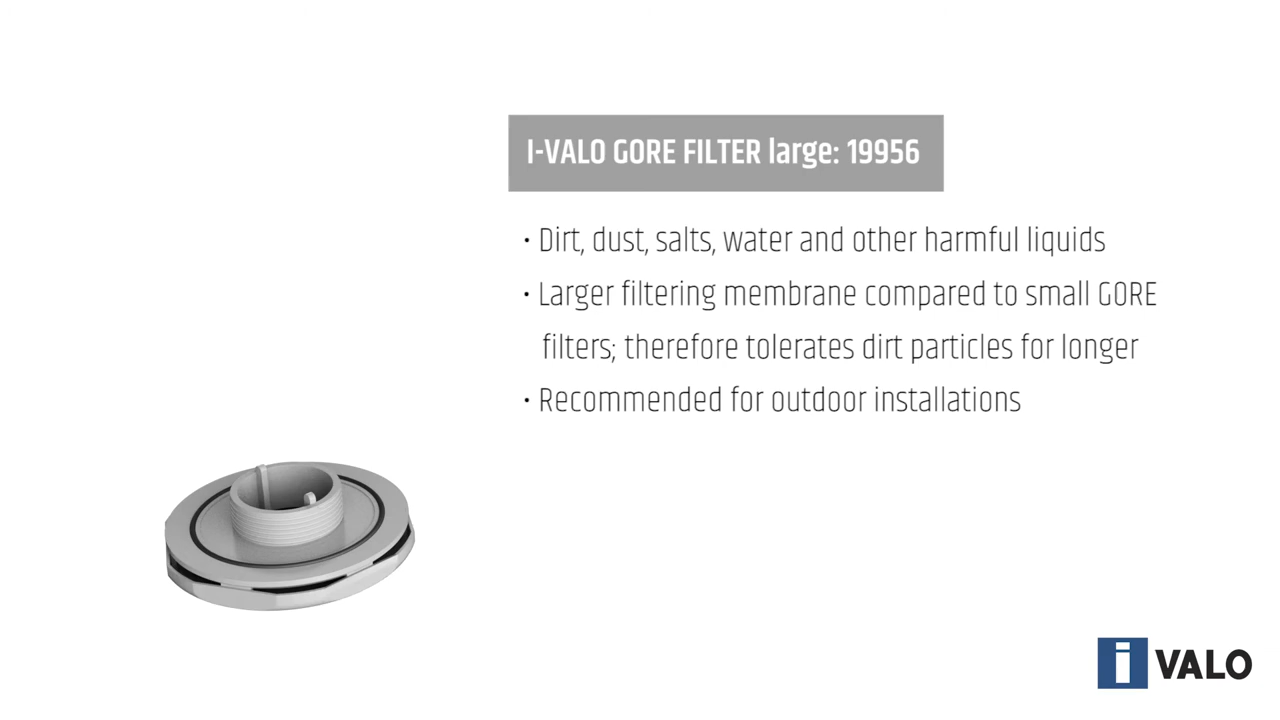 I-VALO GORE FILTER large: 19956
• Dirt, dust, salts, water and other harmful liquids
• Larger filtering membrane compared to small GORE
filters; therefore tolerates dirt particles for longer
• Recommended for outdoor installations
i VALO